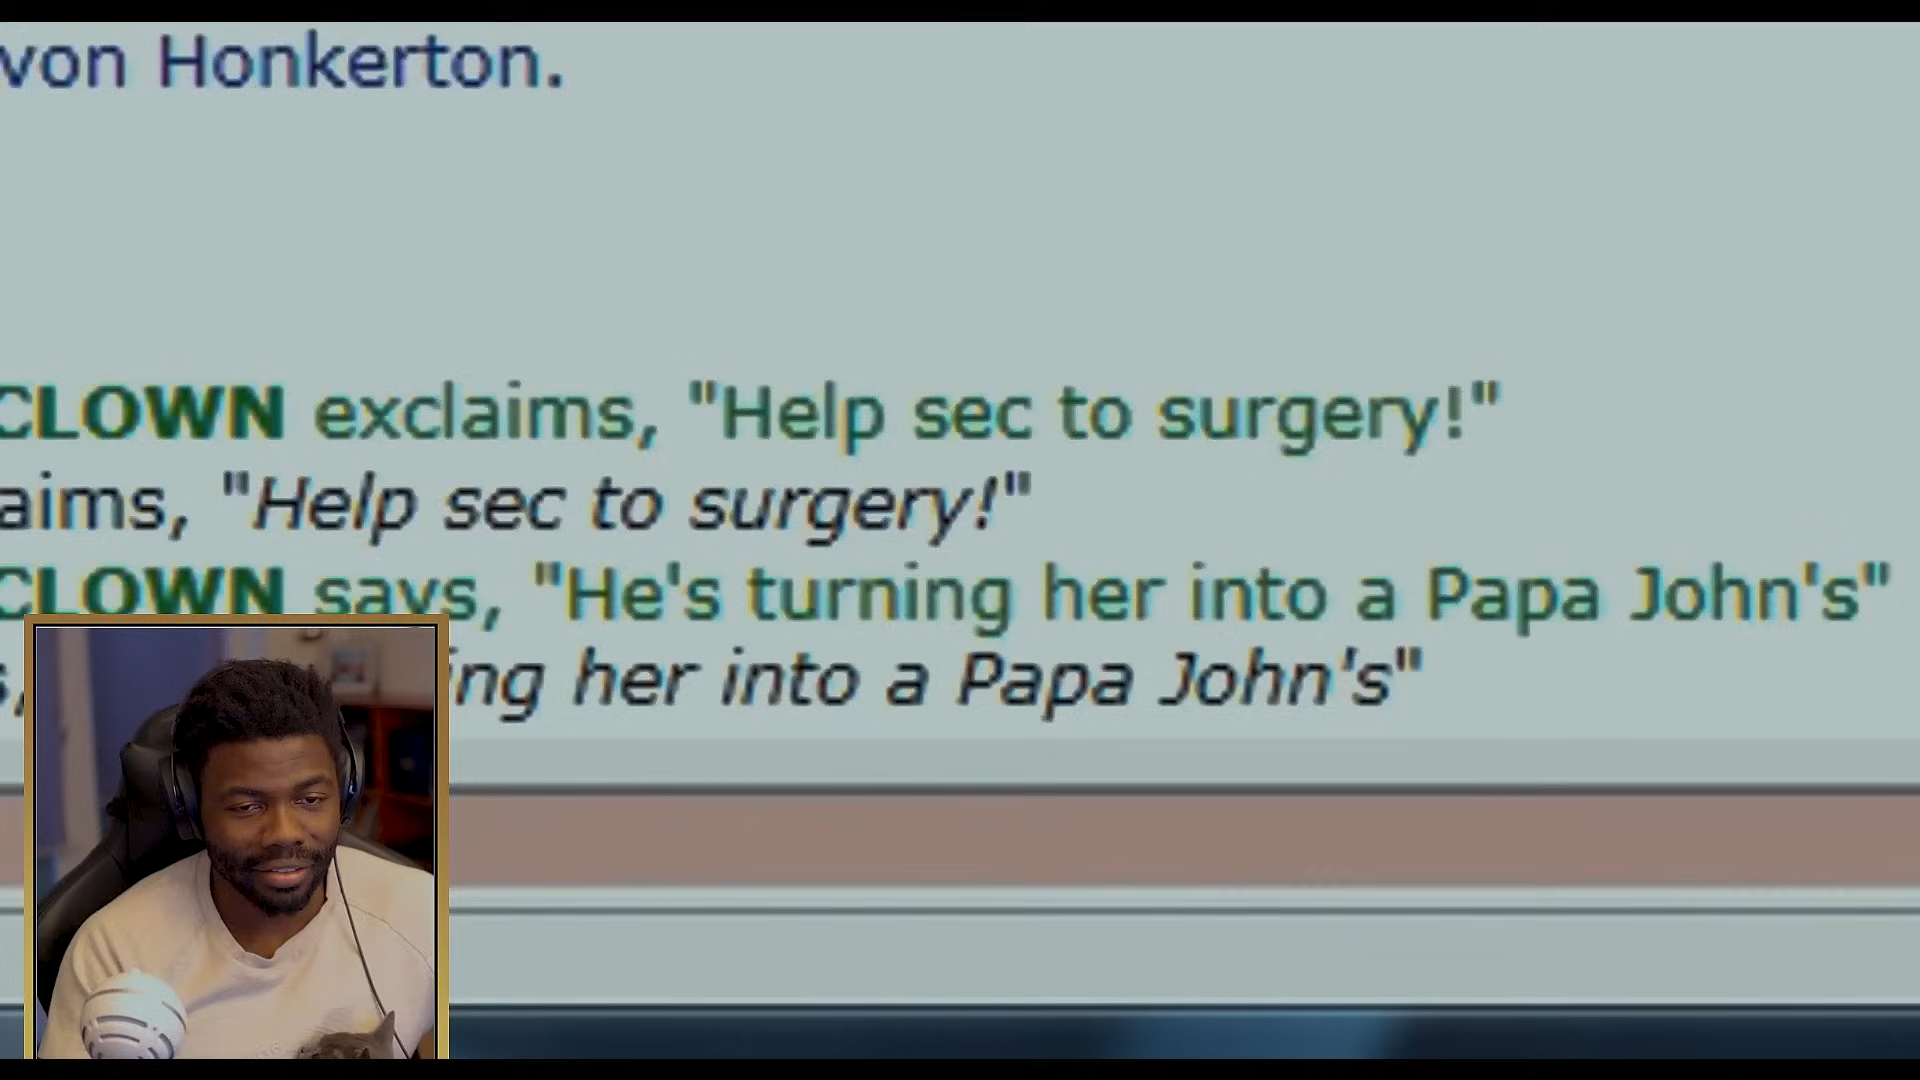 von Honkerton.
CLOWN exclaims, "Help sec to surgery!"
aims, "Help sec to surgery!"
CLOWN says, "He's turning her into a Papa John's"
s, ing her into a Papa John's"